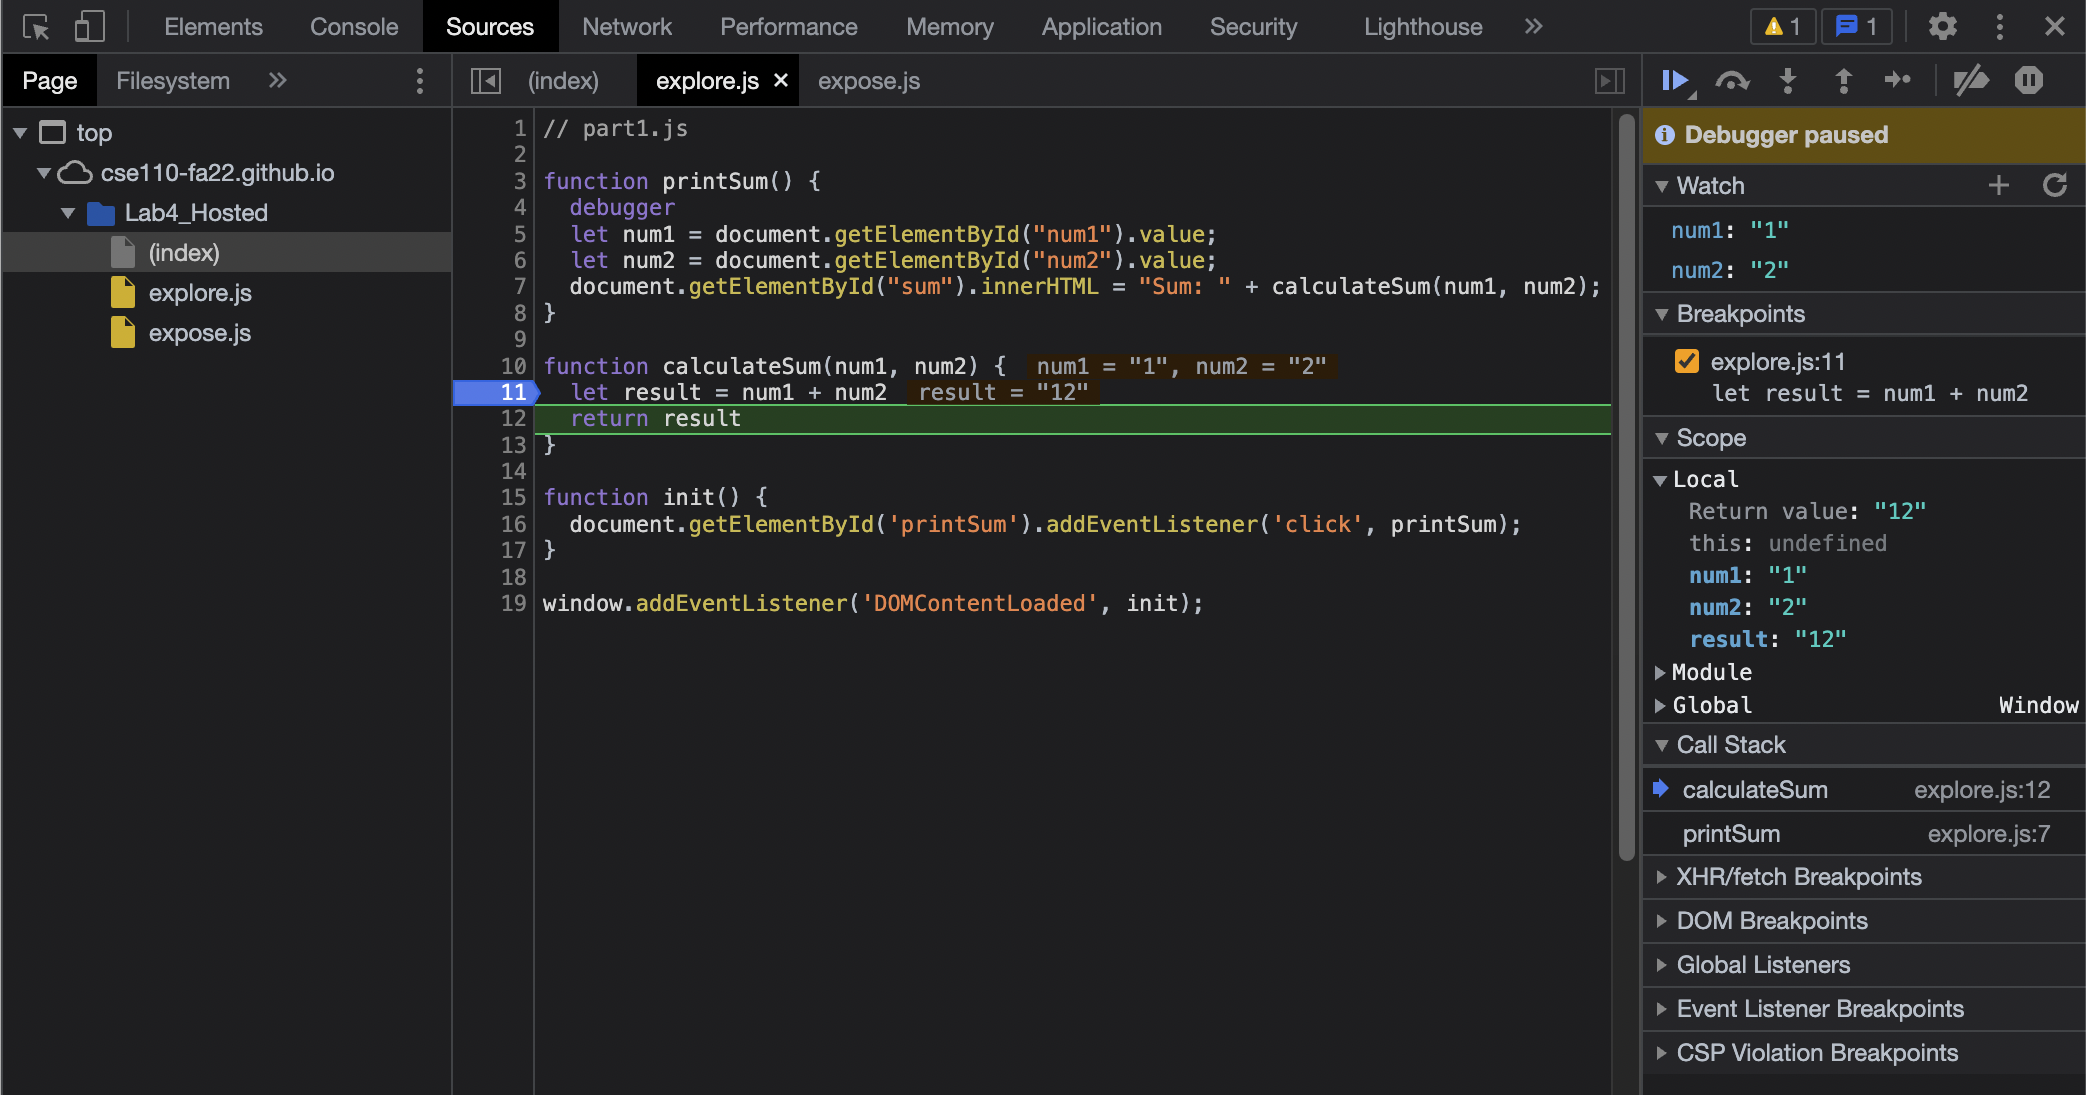 Elements Console Sources Network Performance Memory Application Security Lighthouse » 1 1
Page Filesystem »
(index) explore.js × expose.js
top
cse110-fa22.github.io
Lab4_Hosted
(index)
explore.js
expose.js
1 // part1.js
2
3 function printSum() {
4 debugger
5 let num1 = document.getElementById("num1").value;
6 let num2 = document.getElementById("num2").value;
7 document.getElementById("sum").innerHTML = "Sum: " + calculateSum(num1, num2);
8 }
9
10 function calculateSum(num1, num2) { num1 = "1", num2 = "2"
11 let result = num1 + num2 result = "12"
12 return result
13 }
14
15 function init() {
16 document.getElementById('printSum').addEventListener('click', printSum);
17 }
18
19 window.addEventListener('DOMContentLoaded', init);
Debugger paused
Watch
num1: "1"
num2: "2"
Breakpoints
explore.js:11
let result = num1 + num2
Scope
Local
Return value: "12"
this: undefined
num1: "1"
num2: "2"
result: "12"
Module
Global Window
Call Stack
calculateSum explore.js:12
printSum explore.js:7
XHR/fetch Breakpoints
DOM Breakpoints
Global Listeners
Event Listener Breakpoints
CSP Violation Breakpoints